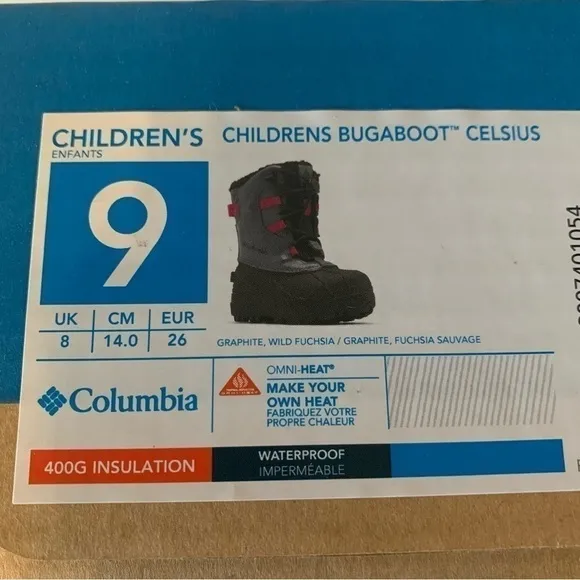 CHILDREN'S
ENFANTS
CHILDRENS BUGABOOT™ CELSIUS
9
UK CM EUR
8 14.0 26
GRAPHITE, WILD FUCHSIA / GRAPHITE, FUCHSIA SAUVAGE
Columbia
OMNI-HEAT®
MAKE YOUR
OWN HEAT
FABRIQUEZ VOTRE
PROPRE CHALEUR
400G INSULATION
WATERPROOF
IMPERMÉABLE